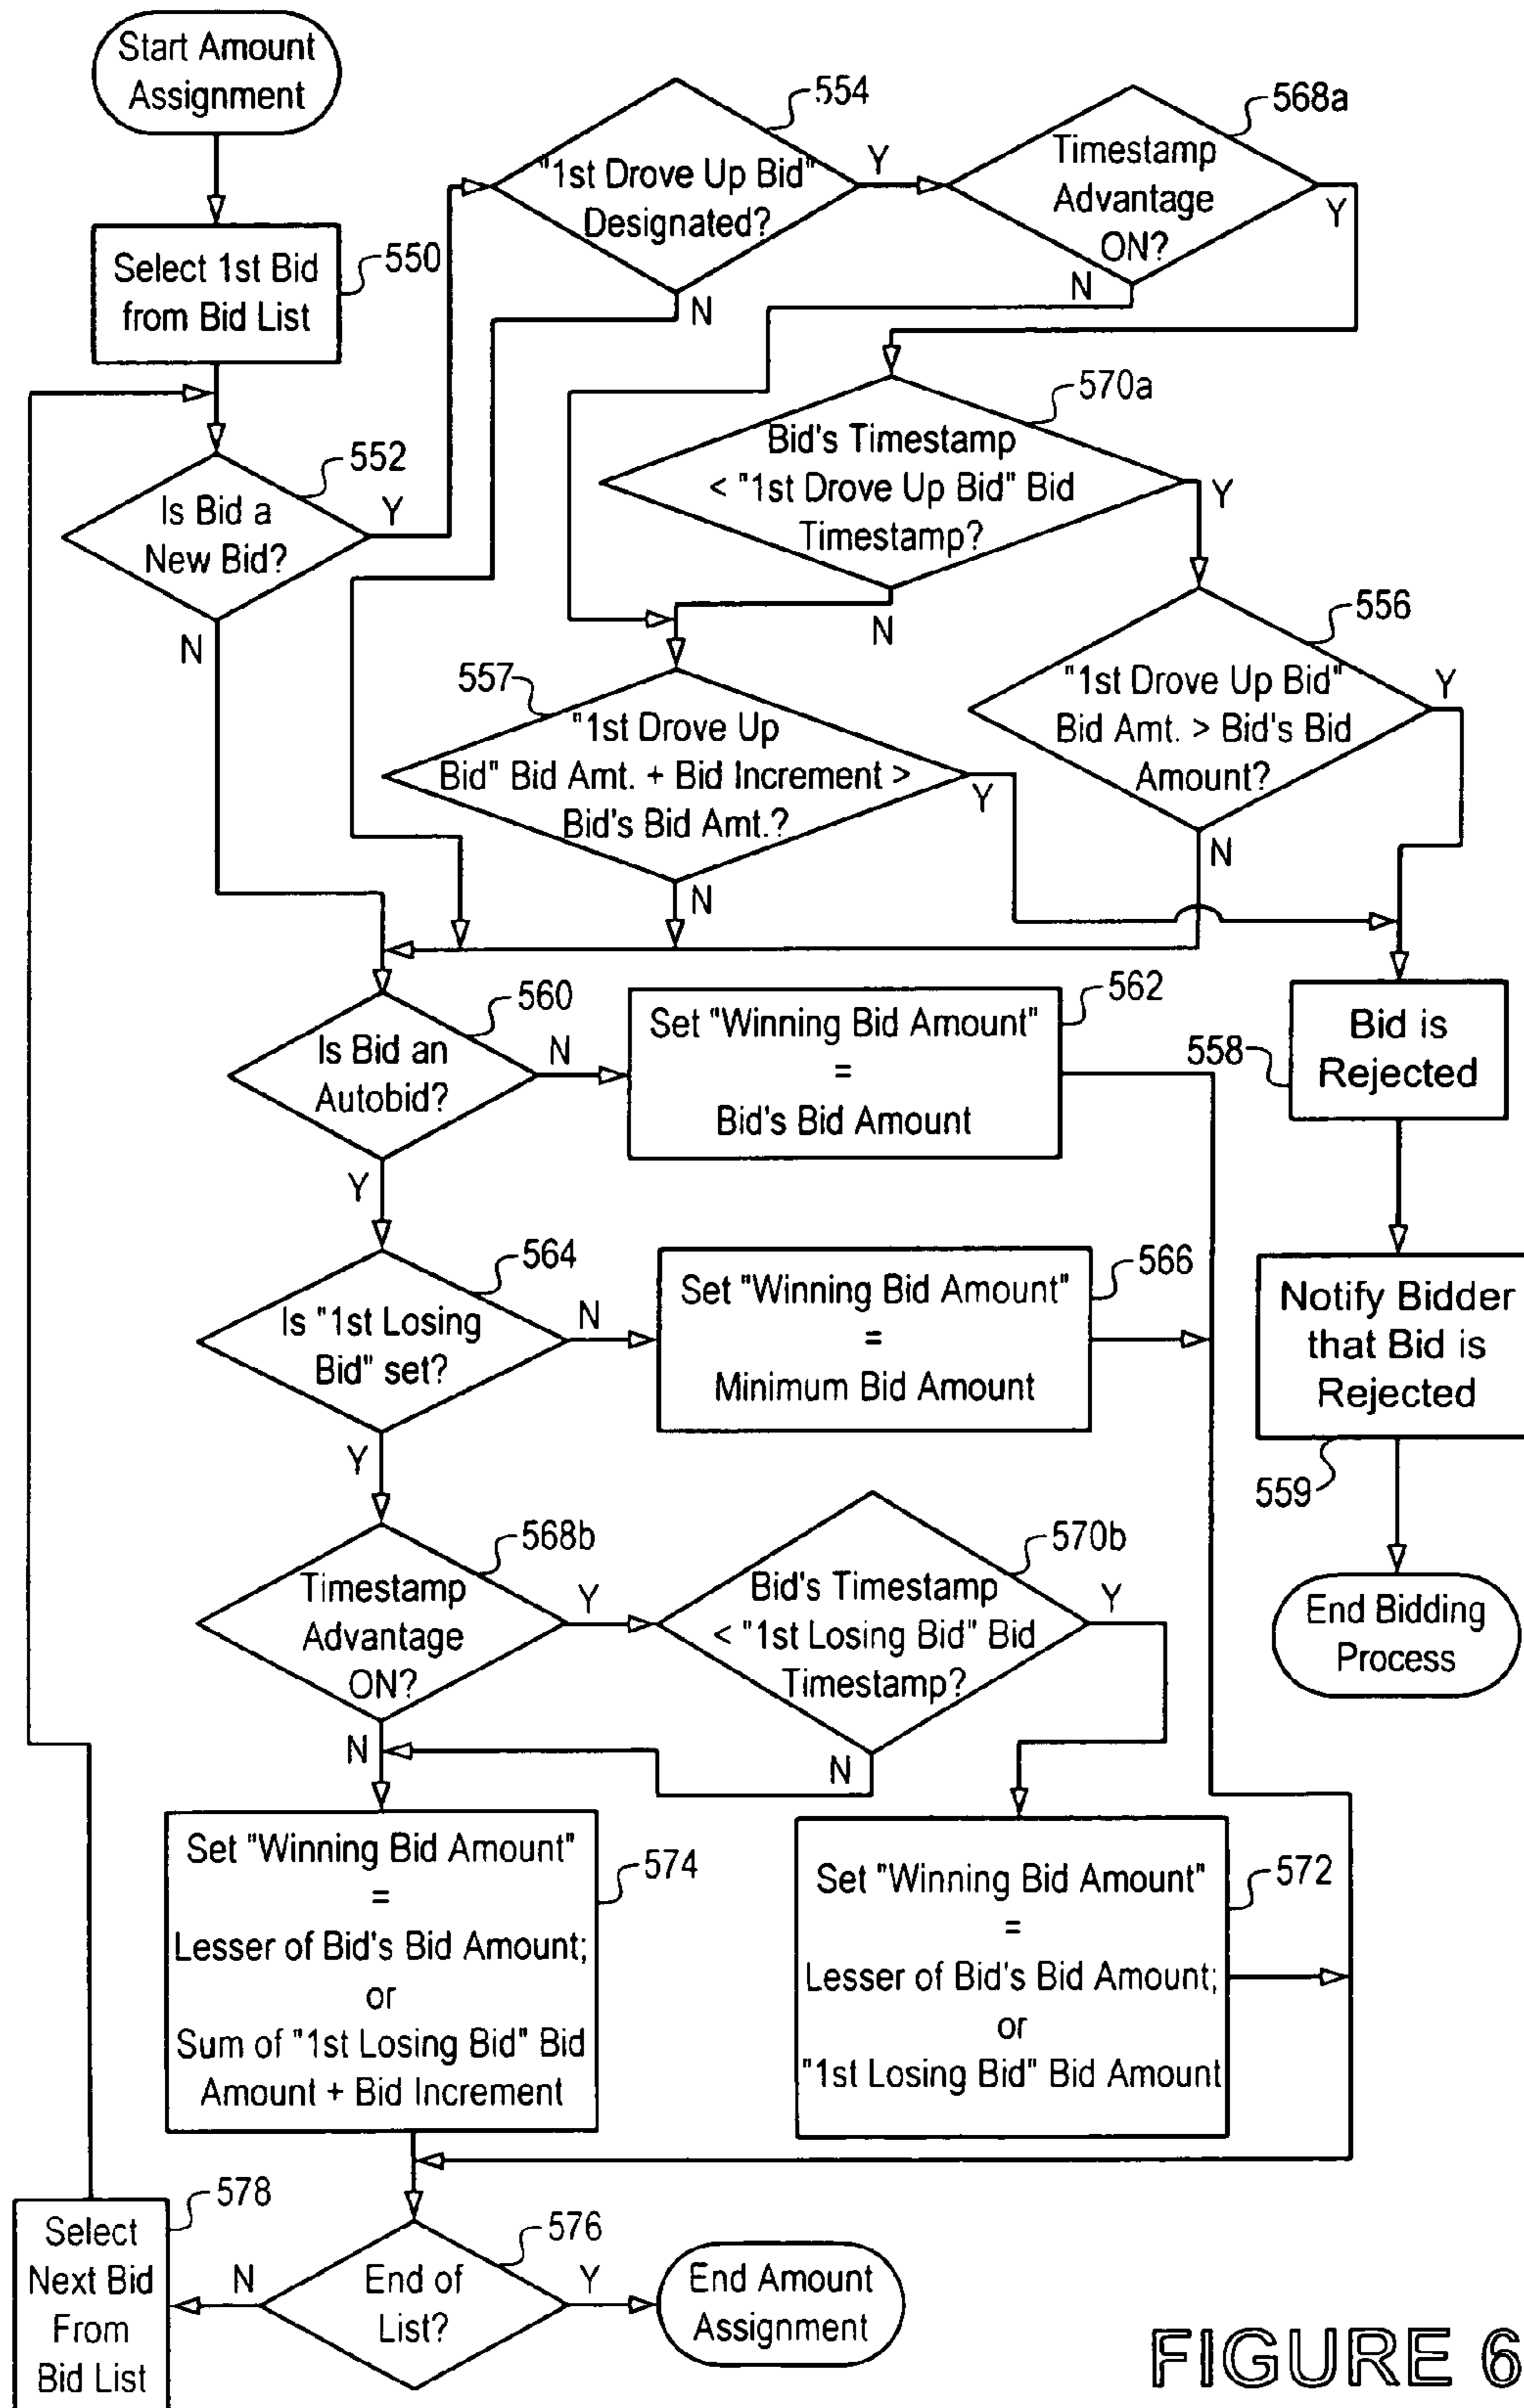 Start Amount
Assignment
554
568a
"1st Drove Up Bid"
Designated?
Y
Timestamp
Advantage
ON?
Y
N
N
Select 1st Bid
from Bid List
550
570a
Bid's Timestamp
< "1st Drove Up Bid" Bid
Timestamp?
Y
N
552
Is Bid a
New Bid?
Y
N
556
"1st Drove Up Bid"
Bid Amt. > Bid's Bid
Amount?
Y
N
557
"1st Drove Up
Bid" Bid Amt. + Bid Increment >
Bid's Bid Amt.?
Y
N
560
Is Bid an
Autobid?
N
Y
562
Set "Winning Bid Amount"
=
Bid's Bid Amount
558
Bid is
Rejected
564
Is "1st Losing
Bid" set?
N
Y
566
Set "Winning Bid Amount"
=
Minimum Bid Amount
Notify Bidder
that Bid is
Rejected
559
568b
Timestamp
Advantage
ON?
Y
N
570b
Bid's Timestamp
< "1st Losing Bid" Bid
Timestamp?
Y
N
End Bidding
Process
574
Set "Winning Bid Amount"
=
Lesser of Bid's Bid Amount;
or
Sum of "1st Losing Bid" Bid
Amount + Bid Increment
572
Set "Winning Bid Amount"
=
Lesser of Bid's Bid Amount;
or
"1st Losing Bid" Bid Amount
578
Select
Next Bid
From
Bid List
576
End of
List?
N
Y
End Amount
Assignment
FIGURE 6